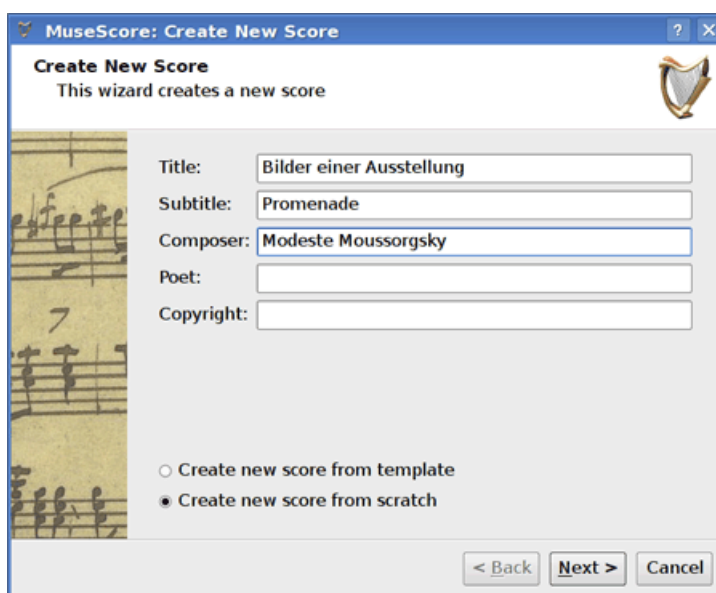 MuseScore: Create New Score
Create New Score
This wizard creates a new score
Title: Bilder einer Ausstellung
Subtitle: Promenade
Composer: Modeste Moussorgsky
Poet:
Copyright:
7
Create new score from template
Create new score from scratch
< Back Next > Cancel